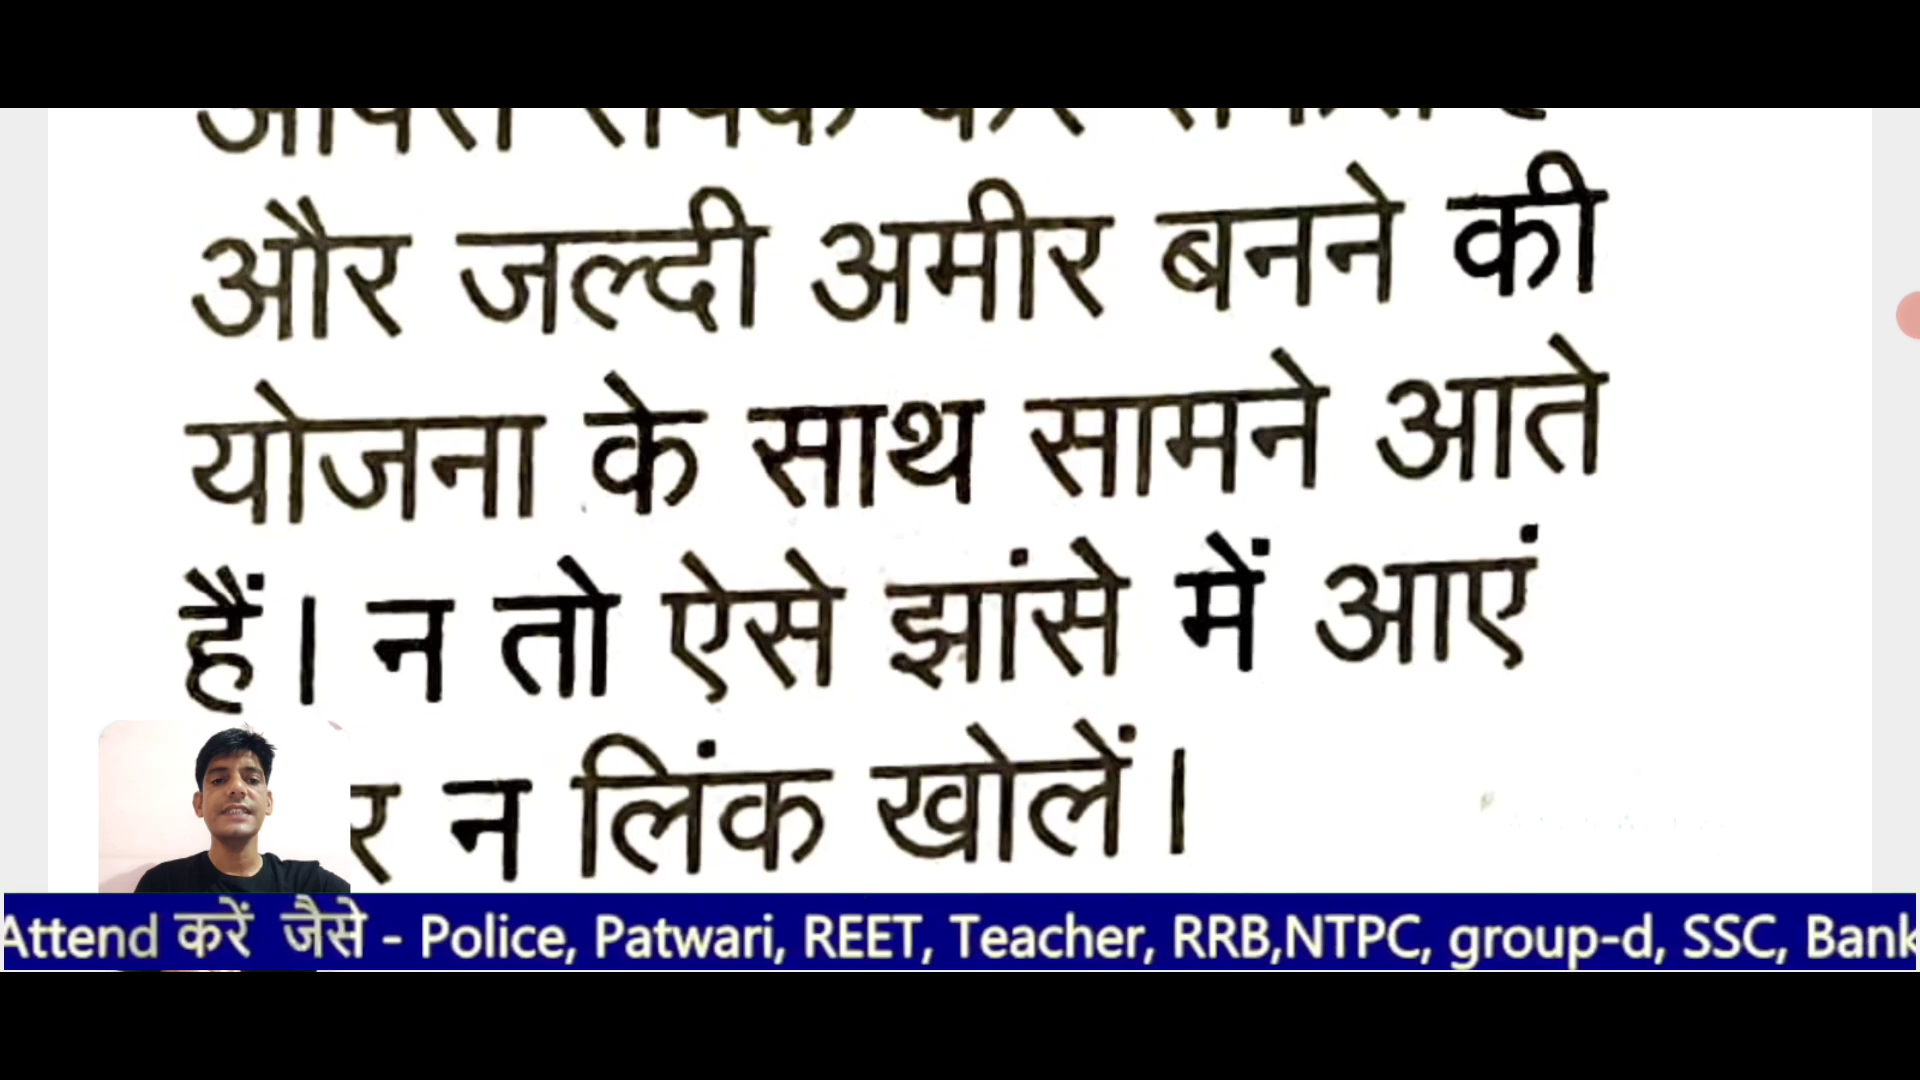 और जल्दी अमीर बनने की
योजना के साथ सामने आते
हैं। न तो ऐसे झांसे में आएं
न लिंक खोलें।
Attend करें जैसे - Police, Patwari, REET, Teacher, RRB,NTPC, group-d, SSC, Bank